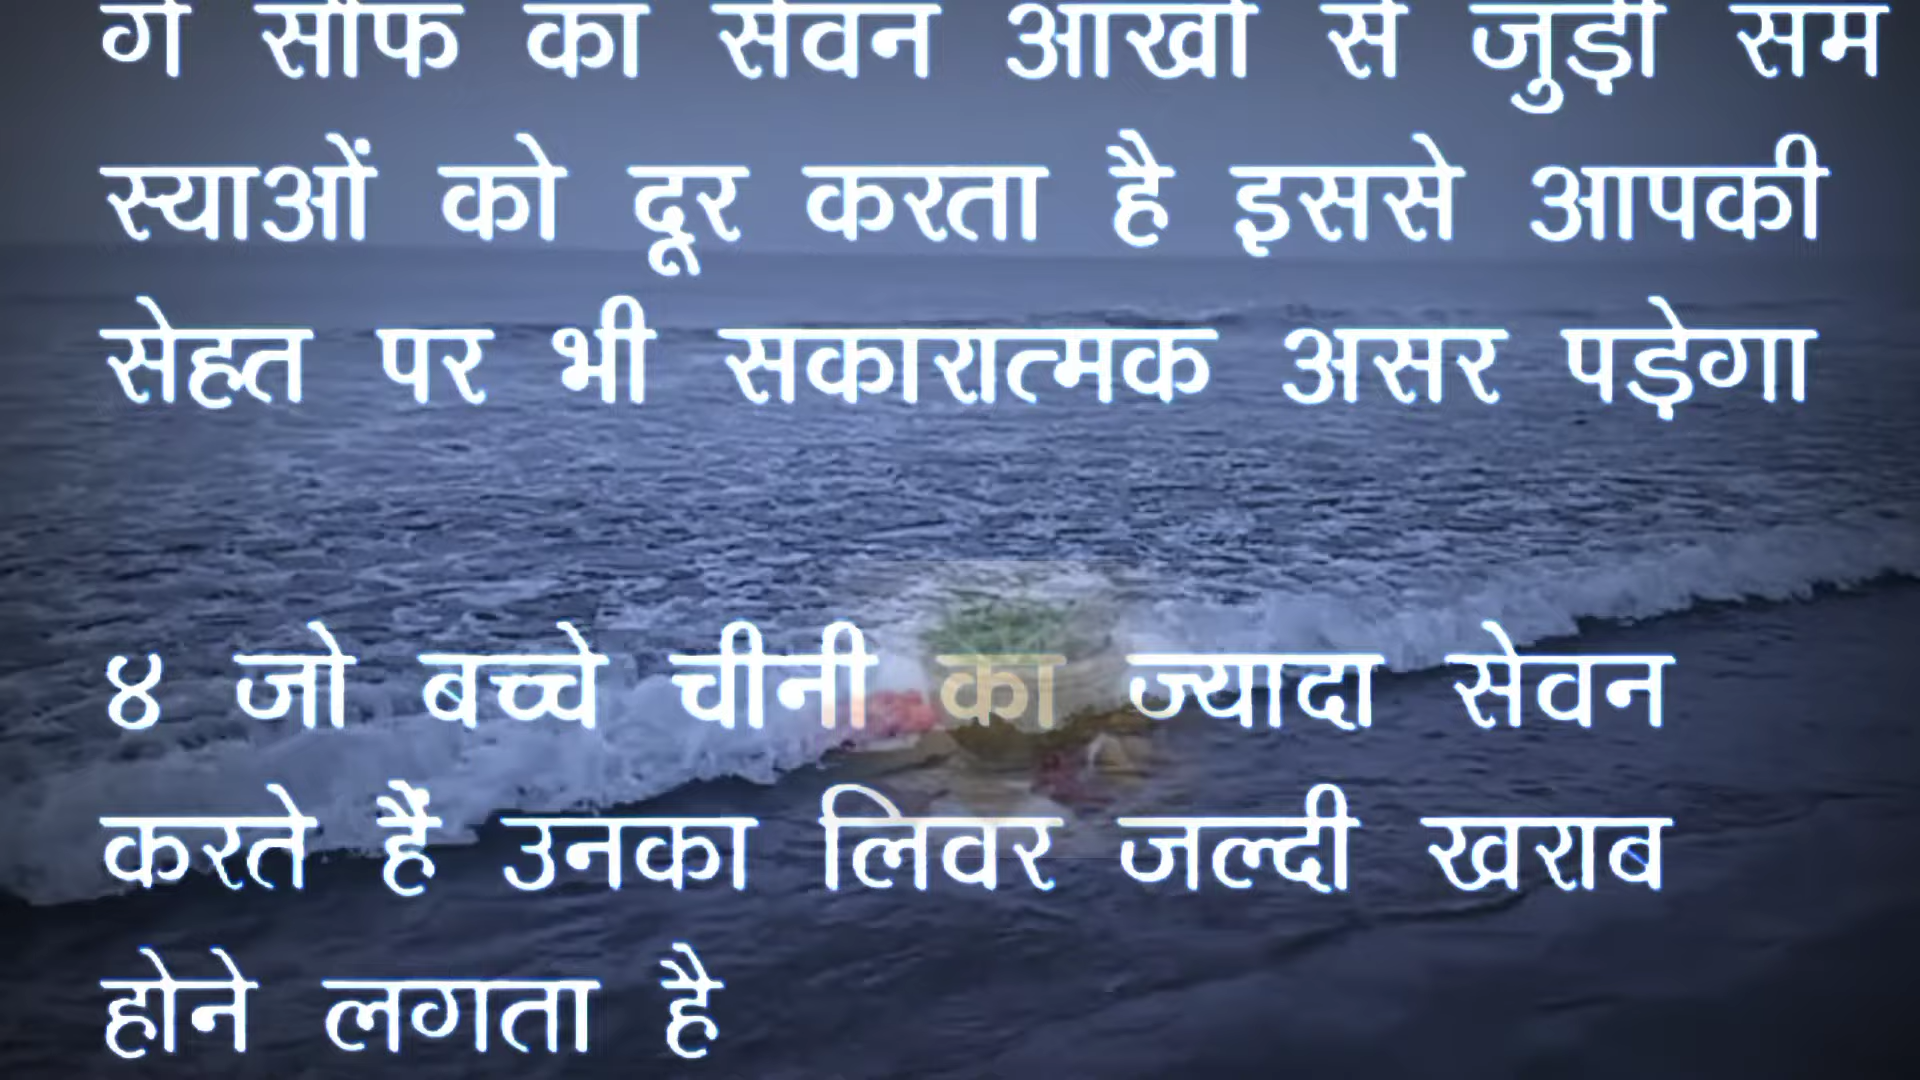 गे सौंफ का सेवन आंखों से जुड़ी सम
स्याओं को दूर करता है इससे आपकी
सेहत पर भी सकारात्मक असर पड़ेगा
४ जो बच्चे चीनी का ज्यादा सेवन
करते हैं उनका लिवर जल्दी खराब
होने लगता है